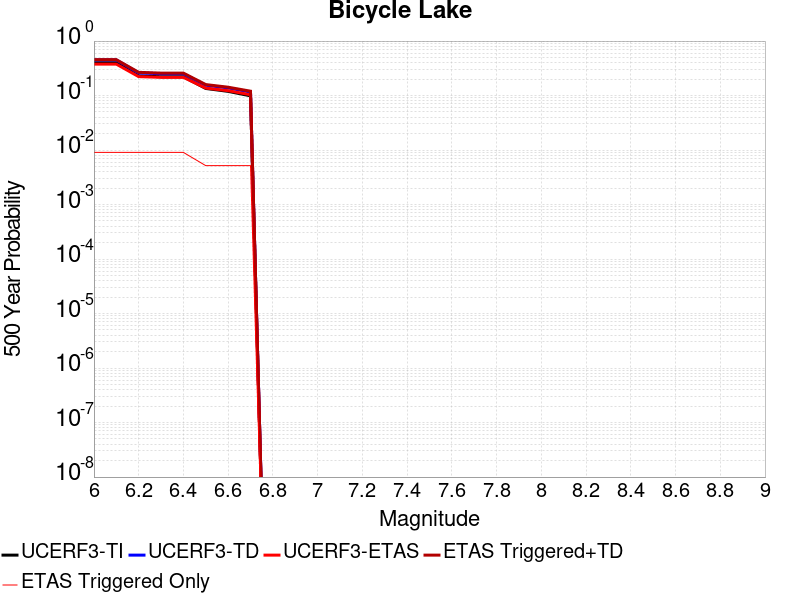 Bicycle Lake
500 Year Probability
10^0
10^-1
10^-2
10^-3
10^-4
10^-5
10^-6
10^-7
10^-8
6 6.2 6.4 6.6 6.8 7 7.2 7.4 7.6 7.8 8 8.2 8.4 8.6 8.8 9
Magnitude
UCERF3-TI UCERF3-TD UCERF3-ETAS ETAS Triggered+TD
ETAS Triggered Only